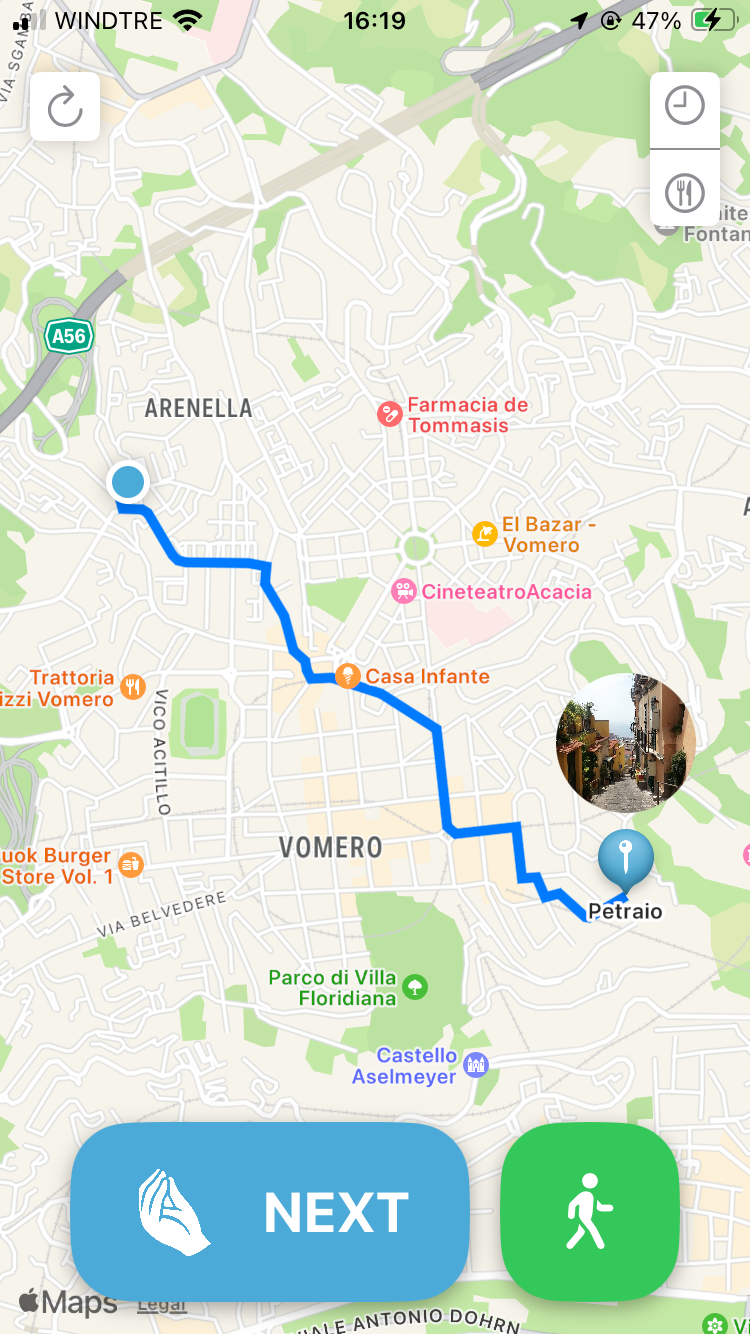 WINDTRE
16:19
47%
VIA
Fontan
A56
ARENELLA
Farmacia de
Tommasis
El Bazar -
Vomero
CineteatroAcacia
Trattoria
izzi Vomero
Casa Infante
VICO ACITILLO
VOMERO
uok Burger
Store Vol. 1
Petraio
VIA BELVEDERE
Parco di Villa
Floridiana
Castello
Aselmeyer
NEXT
Maps
Legal
VIALE ANTONIO DOHRN